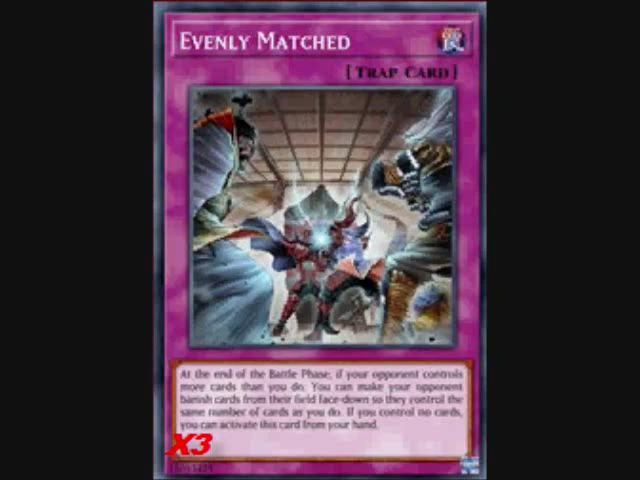 EVENLY MATCHED
[TRAP CARD]
At the end of the Battle Phase, if your opponent controls
more cards than you do: You can make your opponent
banish cards from their field face-down so they control the
same number of cards as you do. If you control no cards,
you can activate this card from your hand.
X3